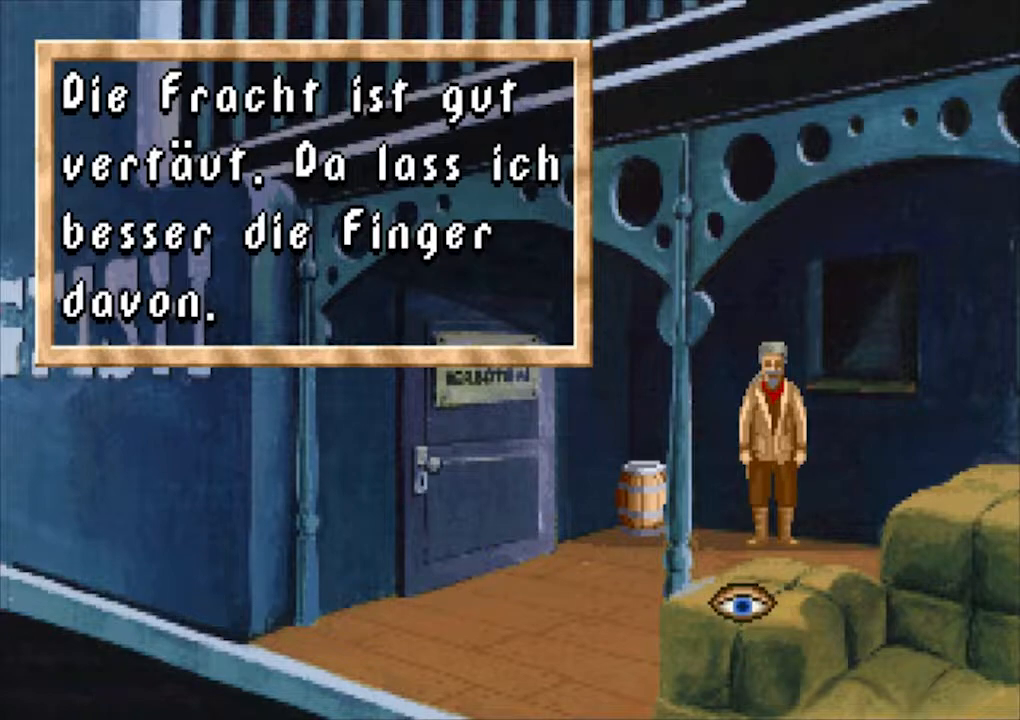 Die Fracht ist gut
vertäut. Da lass ich
besser die Finger
davon.